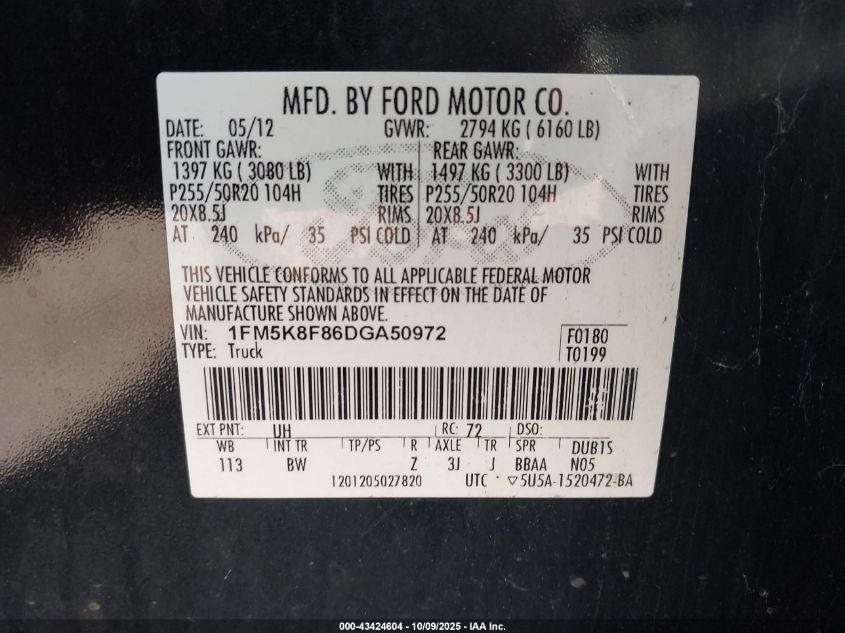 MFD. BY FORD MOTOR CO.
DATE: 05/12 GVWR: 2794 KG ( 6160 LB)
FRONT GAWR: REAR GAWR:
1397 KG ( 3080 LB) WITH 1497 KG ( 3300 LB) WITH
P255/50R20 104H TIRES P255/50R20 104H TIRES
20X8.5J RIMS 20X8.5J RIMS
AT 240 kPa/ 35 PSI COLD AT 240 kPa/ 35 PSI COLD
Ford
THIS VEHICLE CONFORMS TO ALL APPLICABLE FEDERAL MOTOR
VEHICLE SAFETY STANDARDS IN EFFECT ON THE DATE OF
MANUFACTURE SHOWN ABOVE.
VIN: 1FM5K8F86DGA50972 F0180
TYPE: Truck T0199
EXT PNT: UH RC: 72 DSO:
WB INT TR TP/PS R AXLE TR SPR DUB1S
113 BW Z 3J J BBAA N05
1201205027820 UTC ▽5U5A-1520472-BA
000-43424604 - 10/09/2025 - IAA Inc.